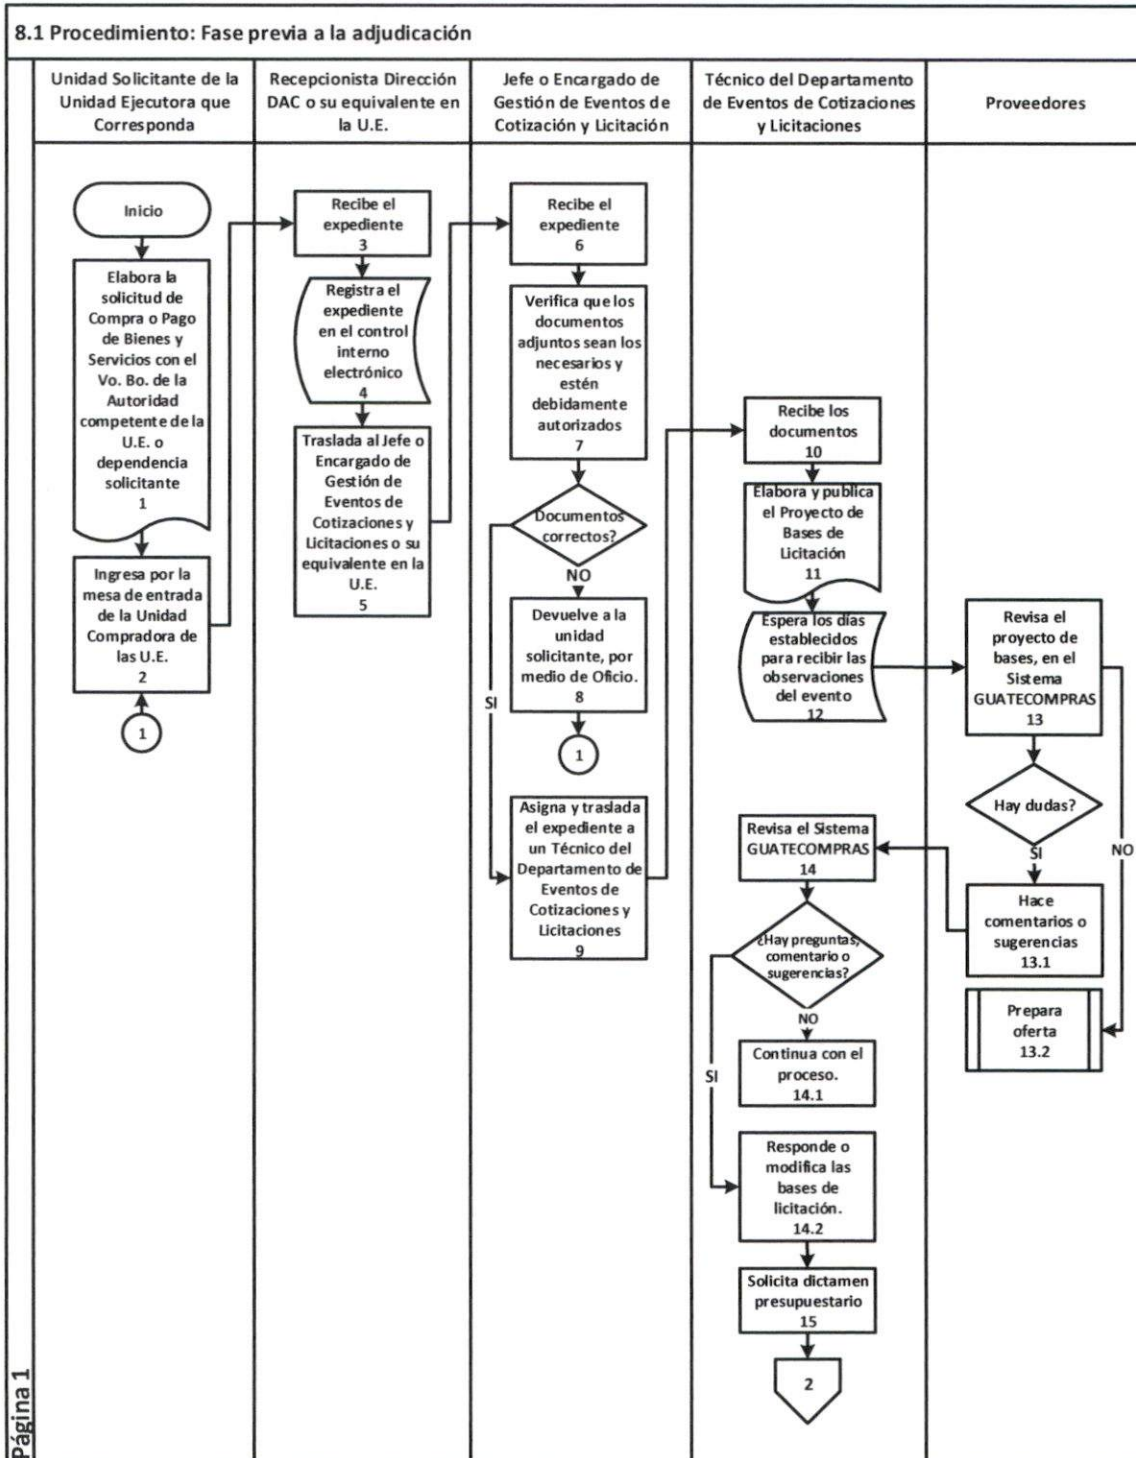 8.1 Procedimiento: Fase previa a la adjudicación
Unidad Solicitante de la
Unidad Ejecutora que
Corresponda
Recepcionista Dirección
DAC o su equivalente en
la U.E.
Jefe o Encargado de
Gestión de Eventos de
Cotización y Licitación
Técnico del Departamento
de Eventos de Cotizaciones
y Licitaciones
Proveedores
Inicio
Elabora la
solicitud de
Compra o Pago
de Bienes y
Servicios con el
Vo. Bo. de la
Autoridad
competente de la
U.E. o
dependencia
solicitante
1
Ingresa por la
mesa de entrada
de la Unidad
Compradora de
las U.E.
2
1
Recibe el
expediente
3
Registra el
expediente
en el control
interno
electrónico
4
Traslada al Jefe o
Encargado de
Gestión de
Eventos de
Cotizaciones y
Licitaciones o su
equivalente en la
U.E.
5
Recibe el
expediente
6
Verifica que los
documentos
adjuntos sean los
necesarios y
estén
debidamente
autorizados
7
Documentos
correctos?
NO
SI
Devuelve a la
unidad
solicitante, por
medio de Oficio.
8
1
Asigna y traslada
el expediente a
un Técnico del
Departamento de
Eventos de
Cotizaciones y
Licitaciones
9
Recibe los
documentos
10
Elabora y publica
el Proyecto de
Bases de
Licitación
11
Espera los días
establecidos
para recibir las
observaciones
del evento
12
Revisa el
proyecto de
bases, en el
Sistema
GUATECOMPRAS
13
Hay dudas?
SI
NO
Hace
comentarios o
sugerencias
13.1
Prepara
oferta
13.2
Revisa el Sistema
GUATECOMPRAS
14
¿Hay preguntas,
comentario o
sugerencias?
NO
SI
Continua con el
proceso.
14.1
Responde o
modifica las
bases de
licitación.
14.2
Solicita dictamen
presupuestario
15
2
Página 1